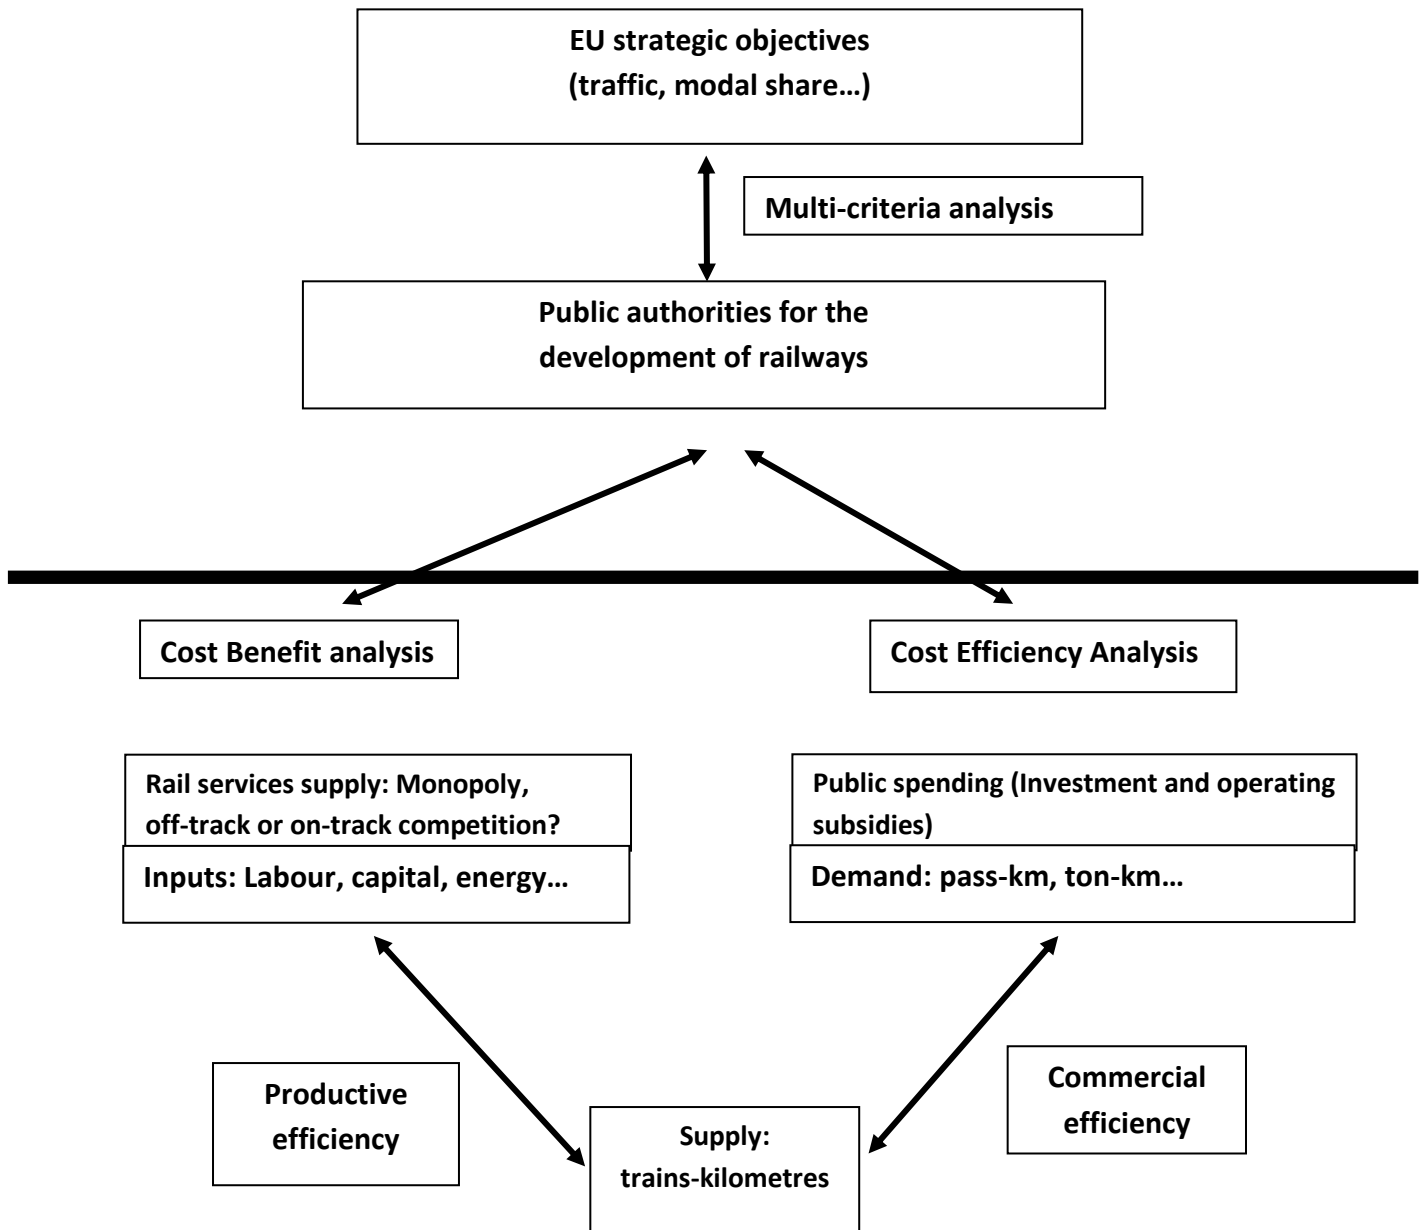 EU strategic objectives
(traffic, modal share…)
Multi-criteria analysis
Public authorities for the
development of railways
Cost Benefit analysis
Cost Efficiency Analysis
Rail services supply: Monopoly,
off-track or on-track competition?
Inputs: Labour, capital, energy…
Public spending (Investment and operating
subsidies)
Demand: pass-km, ton-km…
Productive
efficiency
Commercial
efficiency
Supply:
trains-kilometres